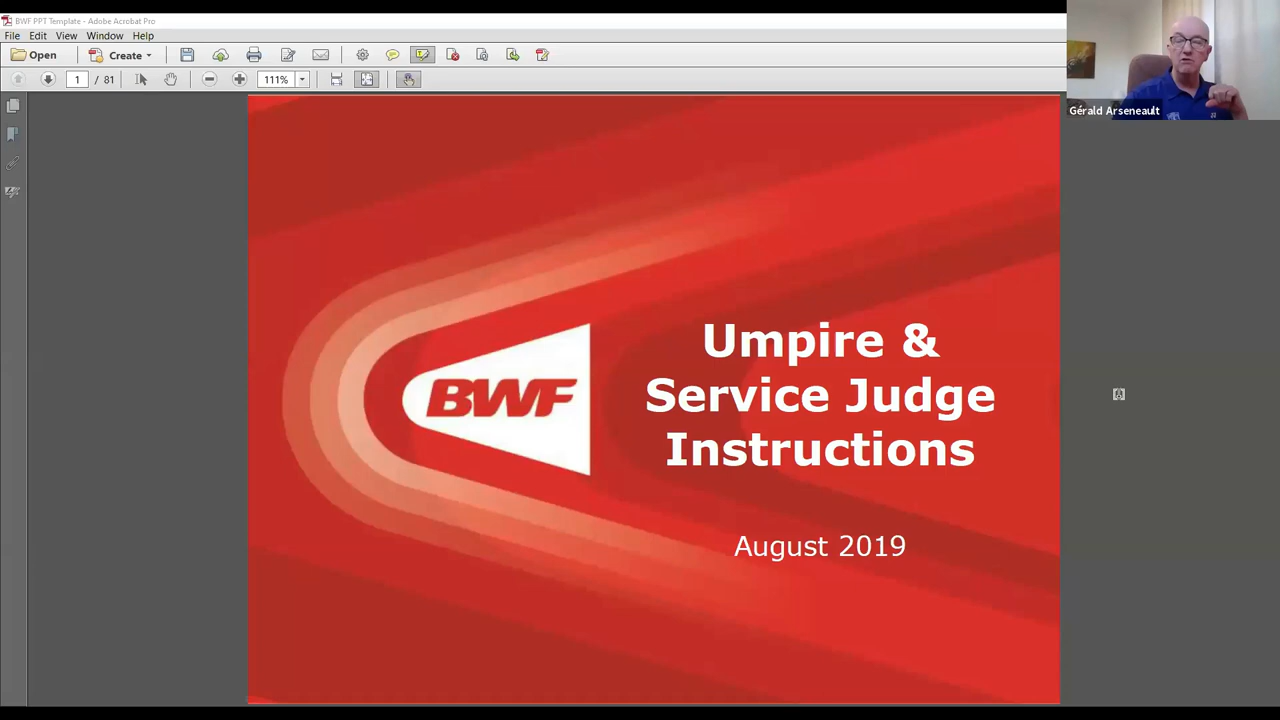 BWF PPT Template - Adobe Acrobat Pro
File Edit View Window Help
Open Create
1 / 81 111%
Gérald Arseneault
BWF
Umpire &
Service Judge
Instructions
August 2019